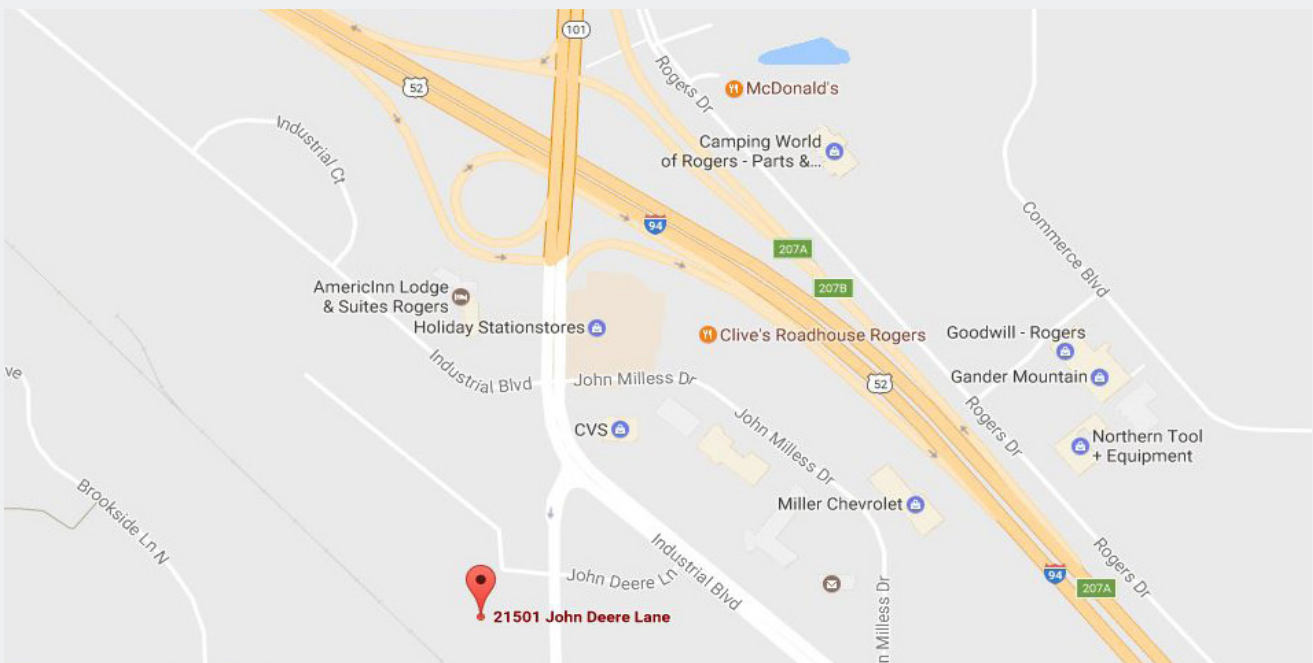 101
52
Rogers Dr
McDonald's
Camping World
of Rogers - Parts &...
Industrial Ct
94
Commerce Blvd
207A
207B
AmericInn Lodge
& Suites Rogers
Holiday Stationstores
Clive's Roadhouse Rogers
Goodwill - Rogers
Gander Mountain
Industrial Blvd
John Milless Dr
52
ve
CVS
John Milless Dr
Rogers Dr
Northern Tool
+ Equipment
Brookside Ln N
Miller Chevrolet
Industrial Blvd
John Deere Ln
Rogers Dr
94
207A
21501 John Deere Lane
n Milless Dr